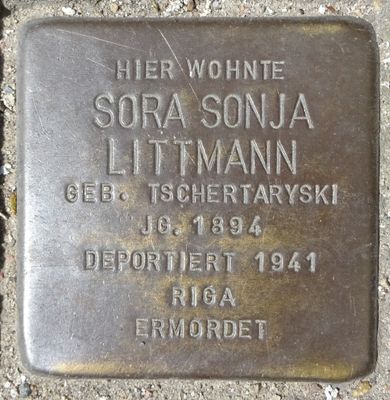 HIER WOHNTE
SORA SONJA
LITTMANN
GEB. TSCHERTARYSKI
JG. 1894
DEPORTIERT 1941
RIGA
ERMORDET